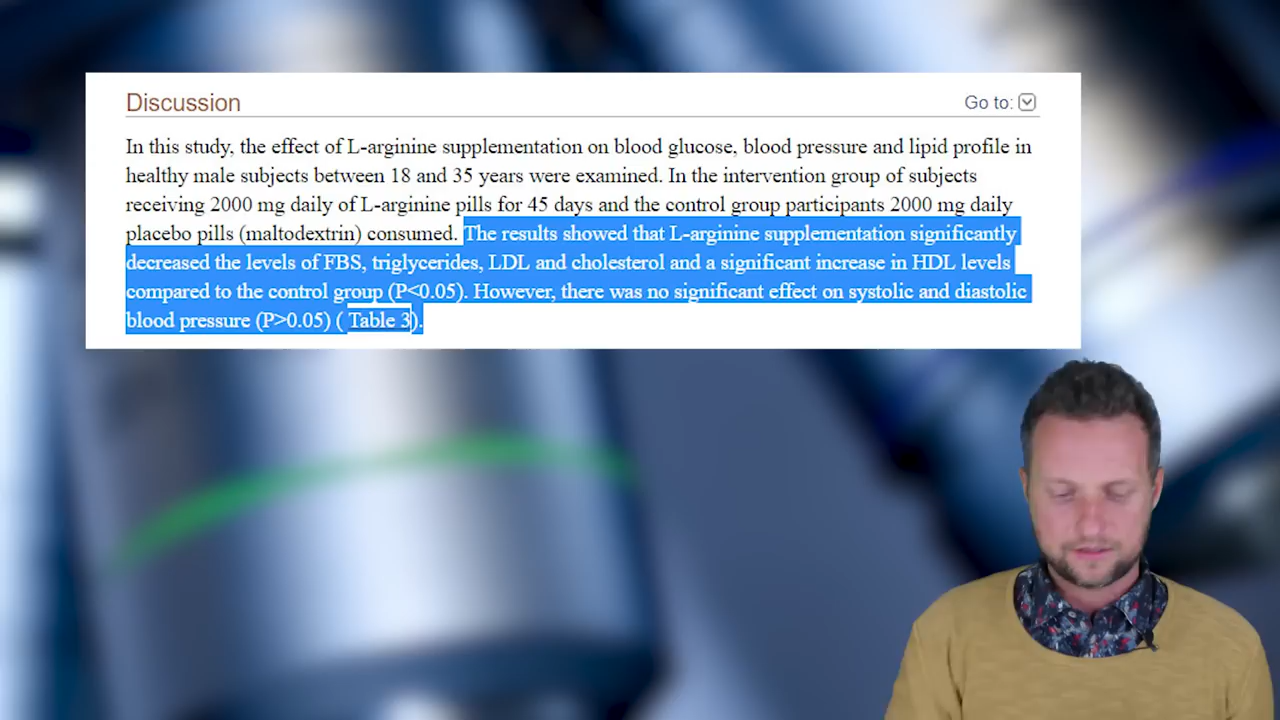 Discussion
Go to:
In this study, the effect of L-arginine supplementation on blood glucose, blood pressure and lipid profile in
healthy male subjects between 18 and 35 years were examined. In the intervention group of subjects
receiving 2000 mg daily of L-arginine pills for 45 days and the control group participants 2000 mg daily
placebo pills (maltodextrin) consumed. The results showed that L-arginine supplementation significantly
decreased the levels of FBS, triglycerides, LDL and cholesterol and a significant increase in HDL levels
compared to the control group (P<0.05). However, there was no significant effect on systolic and diastolic
blood pressure (P>0.05) ( Table 3).